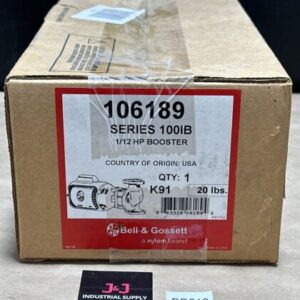 106189
SERIES 100IB
1/12 HP BOOSTER
COUNTRY OF ORIGIN: USA
QTY: 1
K91
20 lbs.
Bell & Gossett
a xylem brand
J&J
INDUSTRIAL SUPPLY